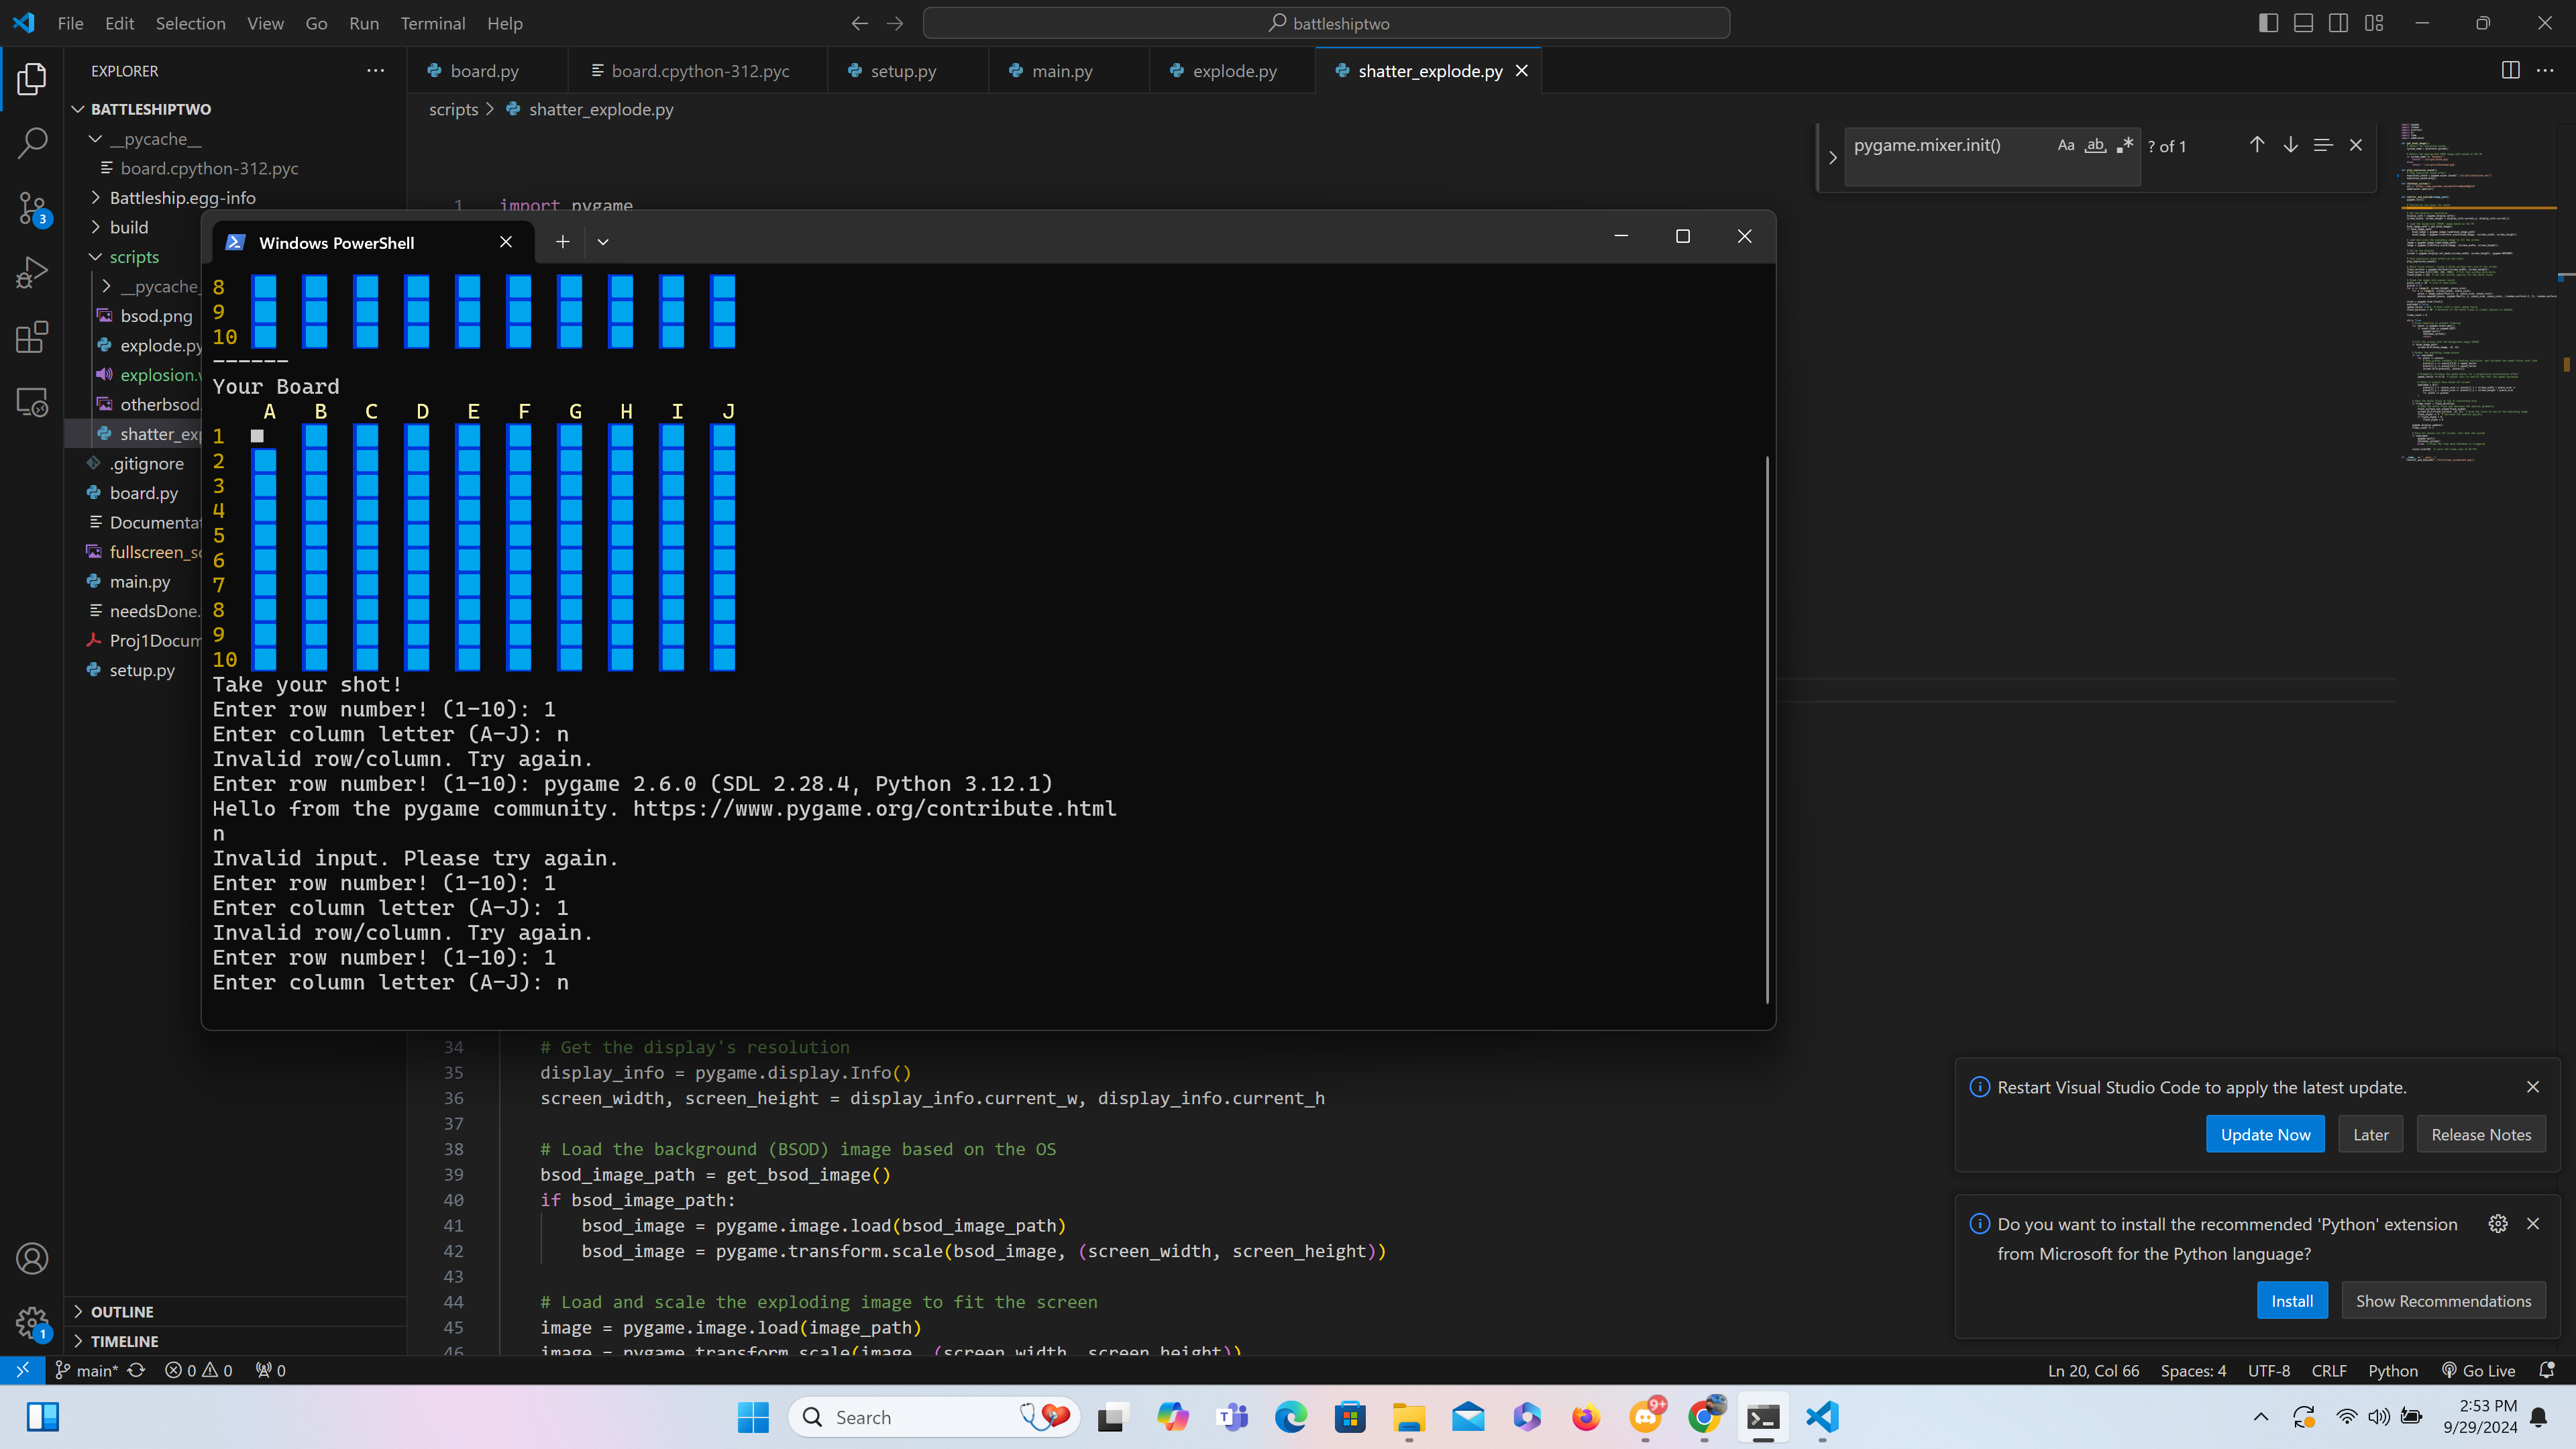 File Edit Selection View Go Run Terminal Help
battleshiptwo
EXPLORER
board.py
board.cpython-312.pyc
setup.py
main.py
explode.py
shatter_explode.py
scripts > shatter_explode.py
BATTLESHIPTWO
__pycache__
board.cpython-312.pyc
Battleship.egg-info
build
scripts
__pycache_
bsod.png
explode.py
explosion.
otherbsod.
shatter_exp
.gitignore
board.py
Documentat
fullscreen_sc
main.py
needsDone.
Proj1Docum
setup.py
OUTLINE
TIMELINE
pygame.mixer.init()
Aa ab .*
? of 1
1 import pygame
Windows PowerShell
8
9
10
------
Your Board
A B C D E F G H I J
1
2
3
4
5
6
7
8
9
10
Take your shot!
Enter row number! (1-10): 1
Enter column letter (A-J): n
Invalid row/column. Try again.
Enter row number! (1-10): pygame 2.6.0 (SDL 2.28.4, Python 3.12.1)
Hello from the pygame community. https://www.pygame.org/contribute.html
n
Invalid input. Please try again.
Enter row number! (1-10): 1
Enter column letter (A-J): 1
Invalid row/column. Try again.
Enter row number! (1-10): 1
Enter column letter (A-J): n
34 # Get the display's resolution
35 display_info = pygame.display.Info()
36 screen_width, screen_height = display_info.current_w, display_info.current_h
37
38 # Load the background (BSOD) image based on the OS
39 bsod_image_path = get_bsod_image()
40 if bsod_image_path:
41 bsod_image = pygame.image.load(bsod_image_path)
42 bsod_image = pygame.transform.scale(bsod_image, (screen_width, screen_height))
43
44 # Load and scale the exploding image to fit the screen
45 image = pygame.image.load(image_path)
46 image = pygame.transform.scale(image, (screen_width, screen_height))
Restart Visual Studio Code to apply the latest update.
Update Now Later Release Notes
Do you want to install the recommended 'Python' extension
from Microsoft for the Python language?
Install Show Recommendations
3
1
main* 0 0 0
Ln 20, Col 66 Spaces: 4 UTF-8 CRLF Python Go Live
Search
9+
2:53 PM
9/29/2024